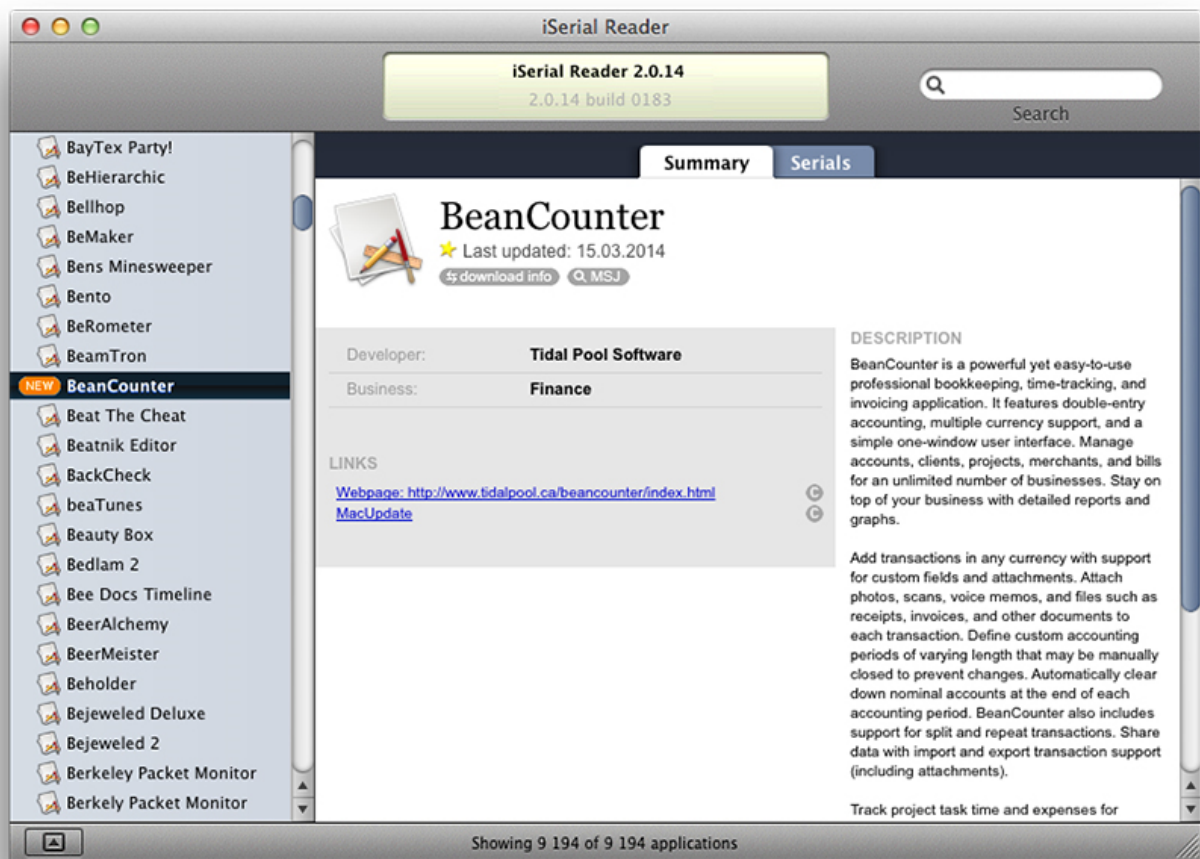 iSerial Reader
iSerial Reader 2.0.14
2.0.14 build 0183
Search
BayTex Party!
BeHierarchic
Bellhop
BeMaker
Bens Minesweeper
Bento
BeRometer
BeamTron
NEW BeanCounter
Beat The Cheat
Beatnik Editor
BackCheck
beaTunes
Beauty Box
Bedlam 2
Bee Docs Timeline
BeerAlchemy
BeerMeister
Beholder
Bejeweled Deluxe
Bejeweled 2
Berkeley Packet Monitor
Berkely Packet Monitor
Summary Serials
BeanCounter
Last updated: 15.03.2014
download info MSJ
Developer: Tidal Pool Software
Business: Finance
LINKS
Webpage: http://www.tidalpool.ca/beancounter/index.html C
MacUpdate C
DESCRIPTION
BeanCounter is a powerful yet easy-to-use
professional bookkeeping, time-tracking, and
invoicing application. It features double-entry
accounting, multiple currency support, and a
simple one-window user interface. Manage
accounts, clients, projects, merchants, and bills
for an unlimited number of businesses. Stay on
top of your business with detailed reports and
graphs.
Add transactions in any currency with support
for custom fields and attachments. Attach
photos, scans, voice memos, and files such as
receipts, invoices, and other documents to
each transaction. Define custom accounting
periods of varying length that may be manually
closed to prevent changes. Automatically clear
down nominal accounts at the end of each
accounting period. BeanCounter also includes
support for split and repeat transactions. Share
data with import and export transaction support
(including attachments).
Track project task time and expenses for
Showing 9 194 of 9 194 applications